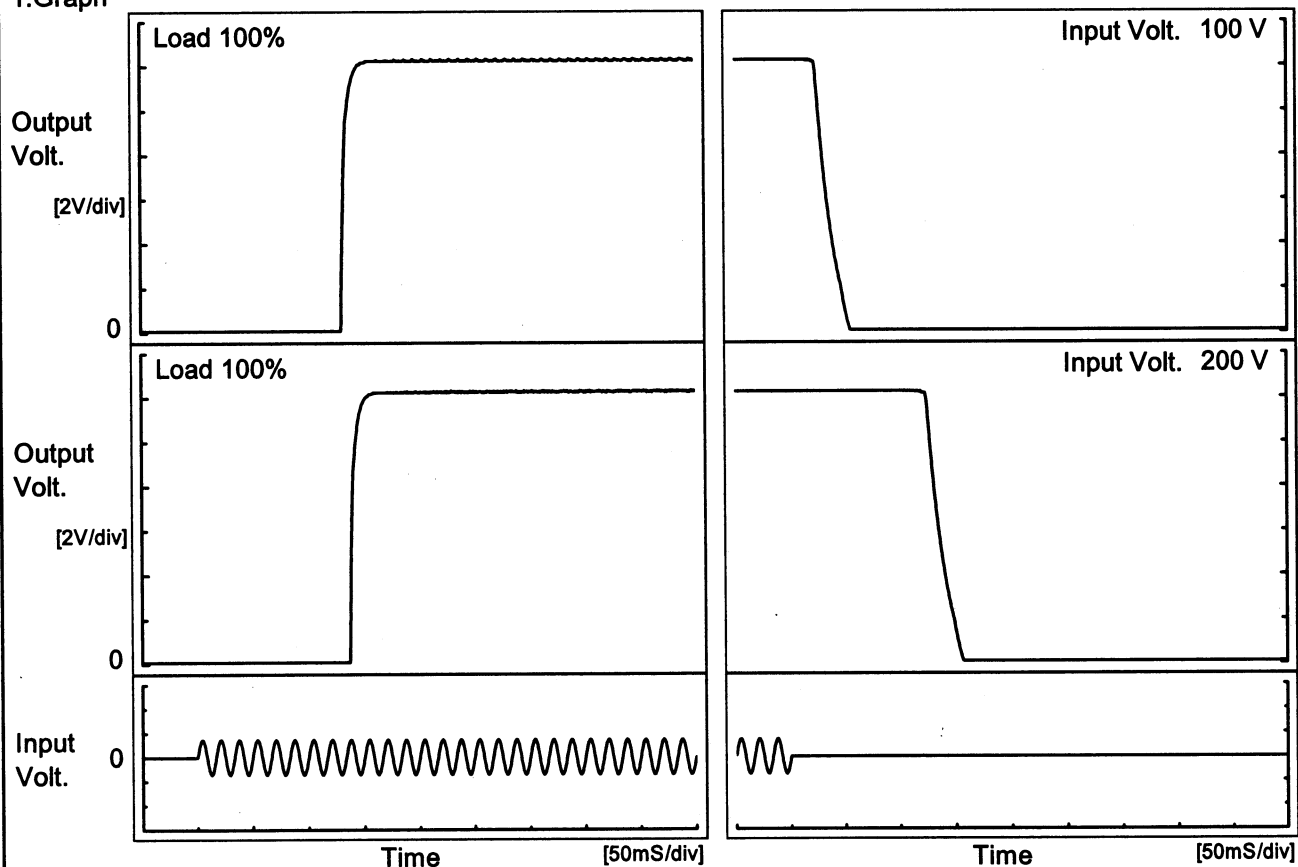 1.Graph
Load 100%
Input Volt. 100 V
Output
Volt.
[2V/div]
0
Load 100%
Input Volt. 200 V
Output
Volt.
[2V/div]
0
Input
Volt.
0
Time
[50mS/div]
Time
[50mS/div]